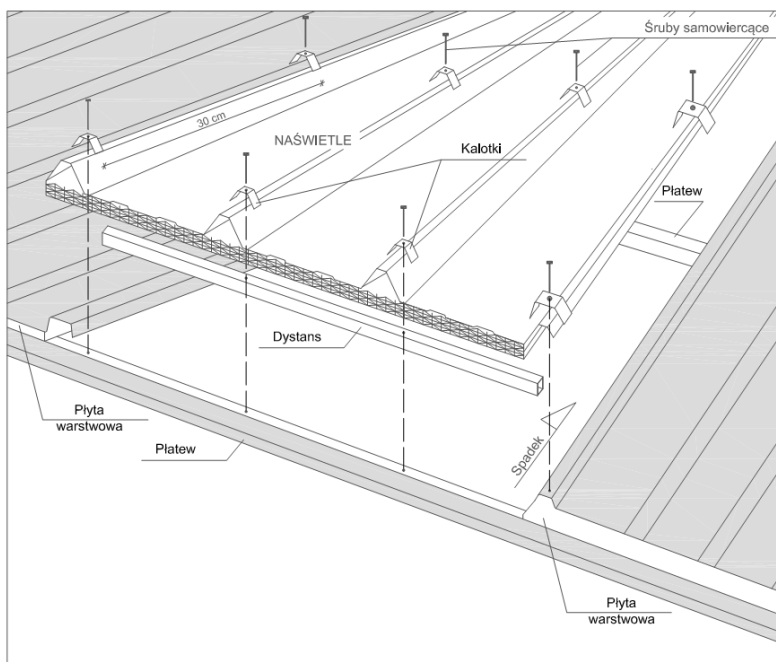 Śruby samowiercące
30 cm
NAŚWIETLE
Kalotki
Płatew
Dystans
Płyta
warstwowa
Płatew
Spadek
Płyta
warstwowa